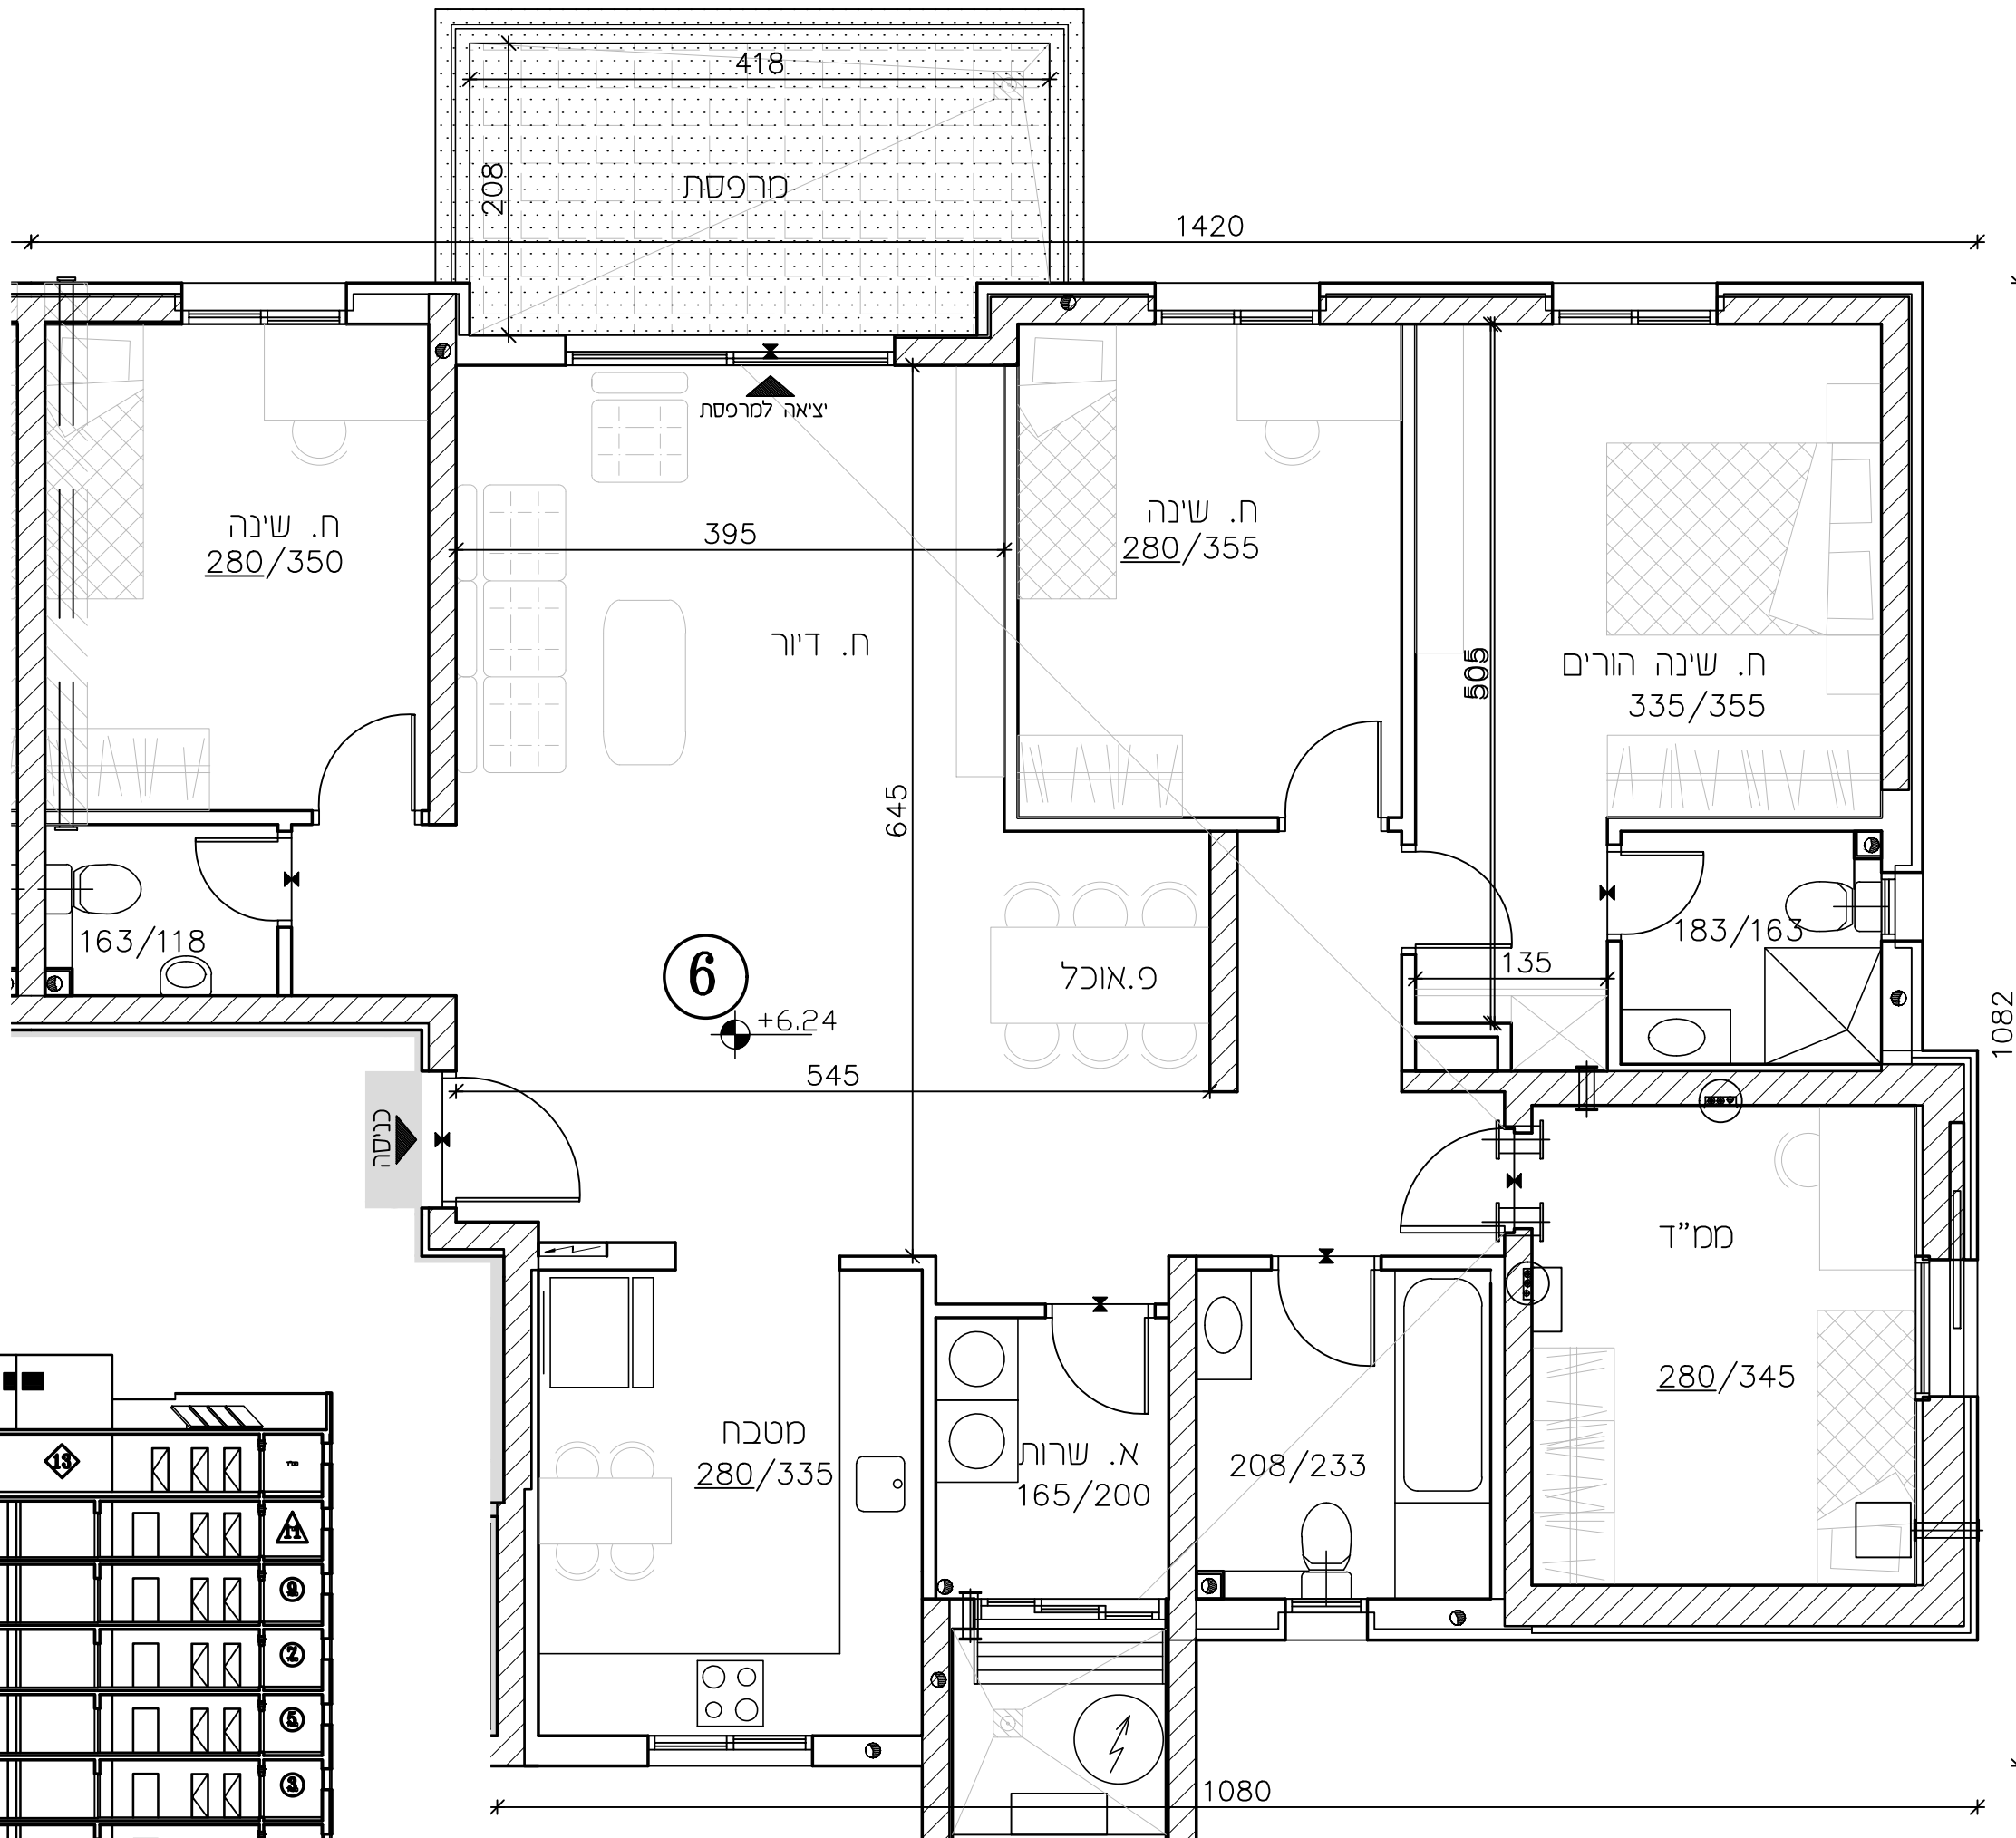 418
208
מרפסת
1420
יציאה למרפסת
ח. שינה
280/350
395
ח. דיור
ח. שינה
280/355
505
ח. שינה הורים
335/355
645
163/118
6
+6.24
פ.אוכל
135
183/163
1082
545
כניסה
ממ"ד
280/345
מטבח
280/335
א. שרות
165/200
208/233
13
11
9
7
5
3
1080